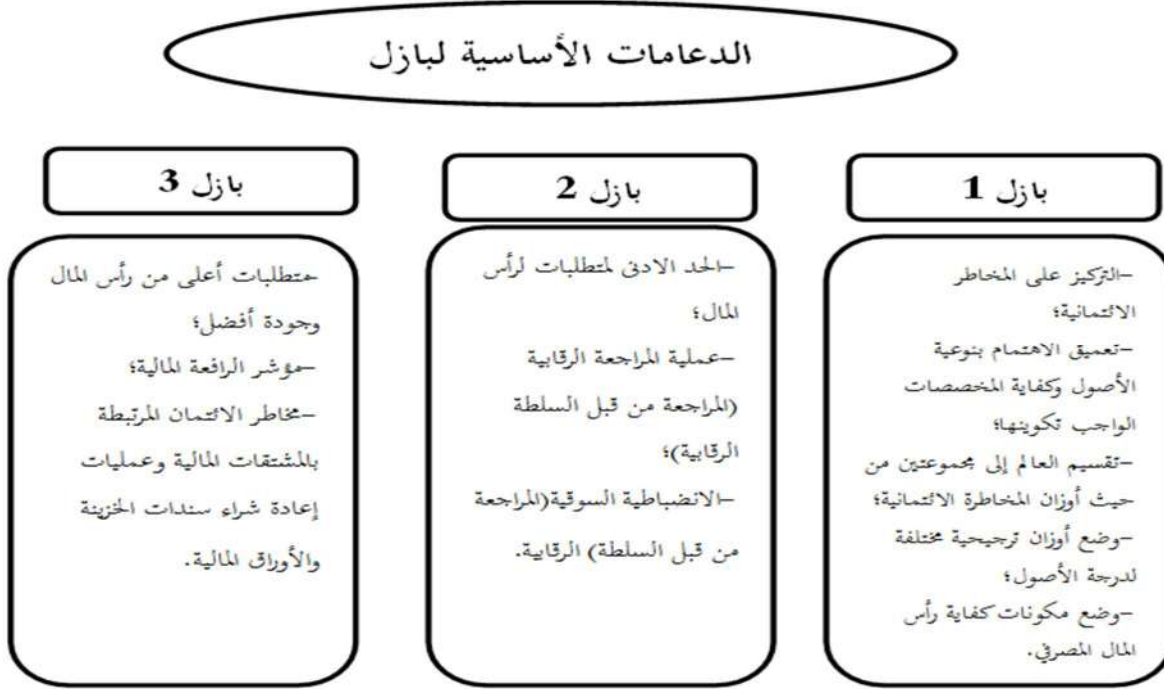 الدعامات الأساسية لبازل
بازل 1
–التركيز على المخاطر
الائتمانية؛
–تعميق الاهتمام بنوعية
الأصول وكفاية المخصصات
الواجب تكوينها؛
–تقسيم العالم إلى مجموعتين من
حيث أوزان المخاطرة الائتمانية؛
–وضع أوزان ترجيحية مختلفة
لدرجة الأصول؛
–وضع مكونات كفاية رأس
المال المصرفي.
بازل 2
–الحد الادنى لمتطلبات لرأس
المال؛
–عملية المراجعة الرقابية
(المراجعة من قبل السلطة
الرقابية)؛
–الانضباطية السوقية(المراجعة
من قبل السلطة) الرقابية.
بازل 3
–متطلبات أعلى من رأس المال
وجودة أفضل؛
–مؤشر الرافعة المالية؛
–مخاطر الائتمان المرتبطة
بالمشتقات المالية وعمليات
إعادة شراء سندات الخزينة
والأوراق المالية.